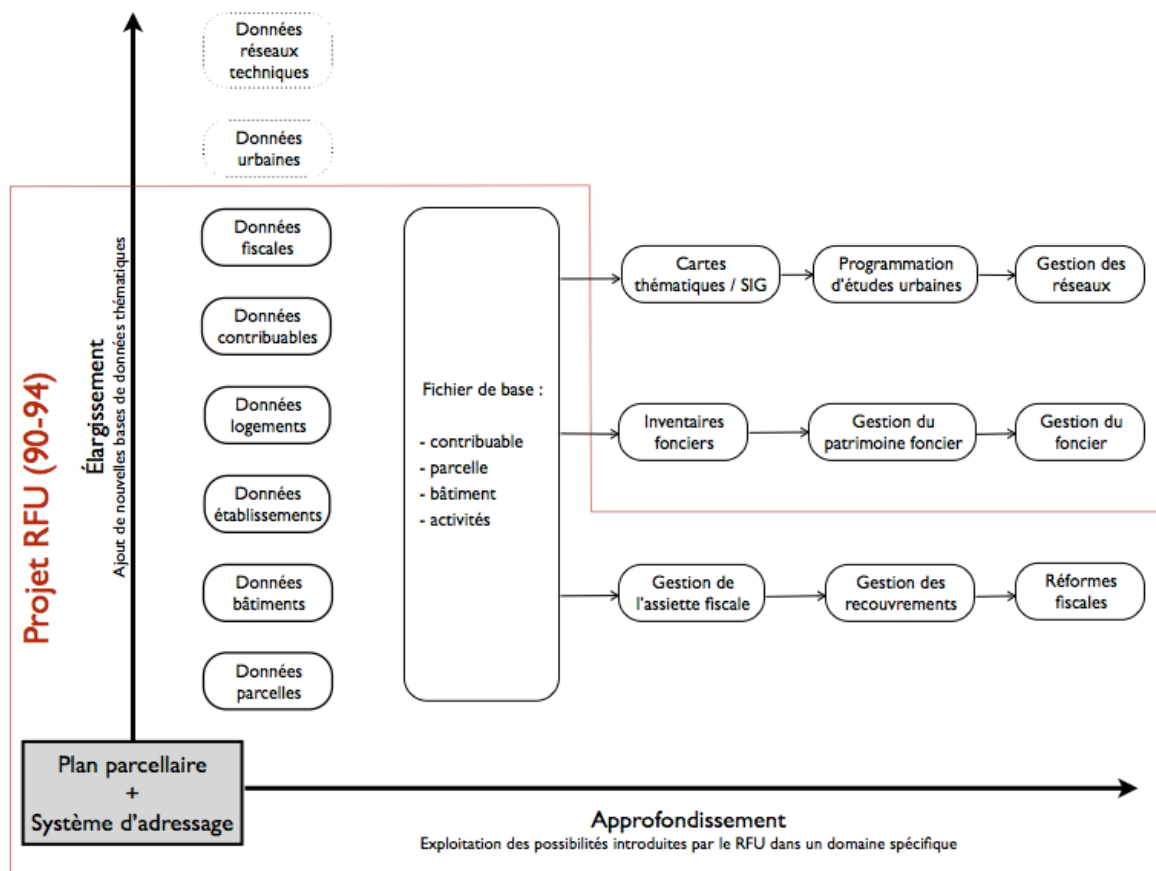 Données
réseaux
techniques
Données
urbaines
Données
fiscales
Données
contribuables
Données
logements
Données
établissements
Données
bâtiments
Données
parcelles
Projet RFU (90-94)
Élargissement
Ajout de nouvelles bases de données thématiques
Fichier de base :
- contribuable
- parcelle
- bâtiment
- activités
Cartes
thématiques / SIG
Programmation
d'études urbaines
Gestion des
réseaux
Inventaires
fonciers
Gestion du
patrimoine foncier
Gestion du
foncier
Gestion de
l'assiette fiscale
Gestion des
recouvrements
Réformes
fiscales
Plan parcellaire
+
Système d'adressage
Approfondissement
Exploitation des possibilités introduites par le RFU dans un domaine spécifique